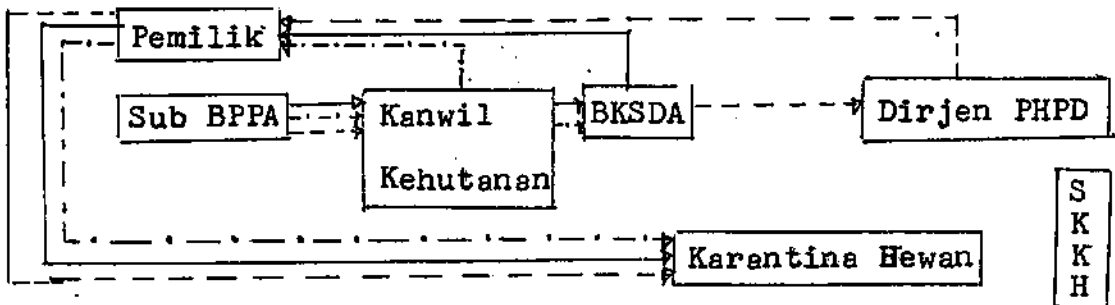 Pemilik
Sub BPPA
Kanwil
Kehutanan
BKSDA
Dirjen PHPD
Karantina Hewan
S
K
K
H